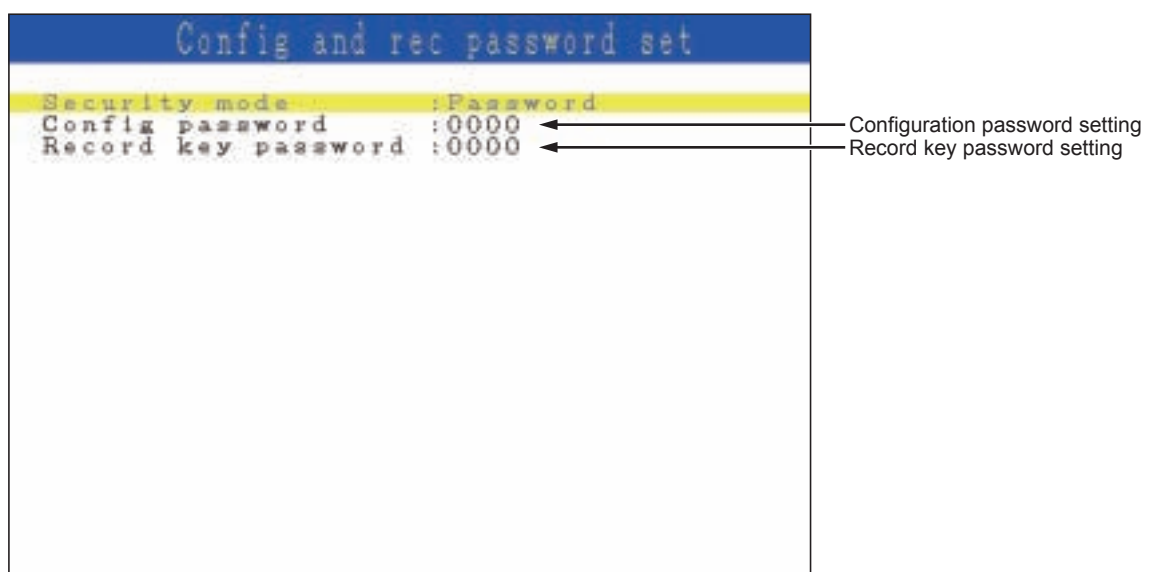 Config and rec password set
Security mode :Password
Config password :0000
Record key password :0000
Configuration password setting
Record key password setting